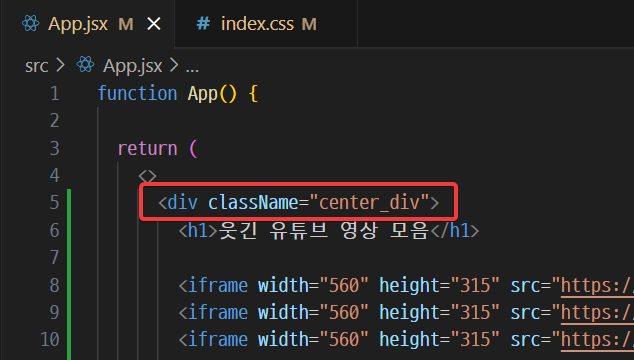 App.jsx M × # index.css M
src > App.jsx > ...
1 function App() {
2
3 return (
4 <>
5 <div className="center_div">
6 <h1>웃긴 유튜브 영상 모음</h1>
7
8 <iframe width="560" height="315" src="https:/
9 <iframe width="560" height="315" src="https:/
10 <iframe width="560" height="315" src="https:/